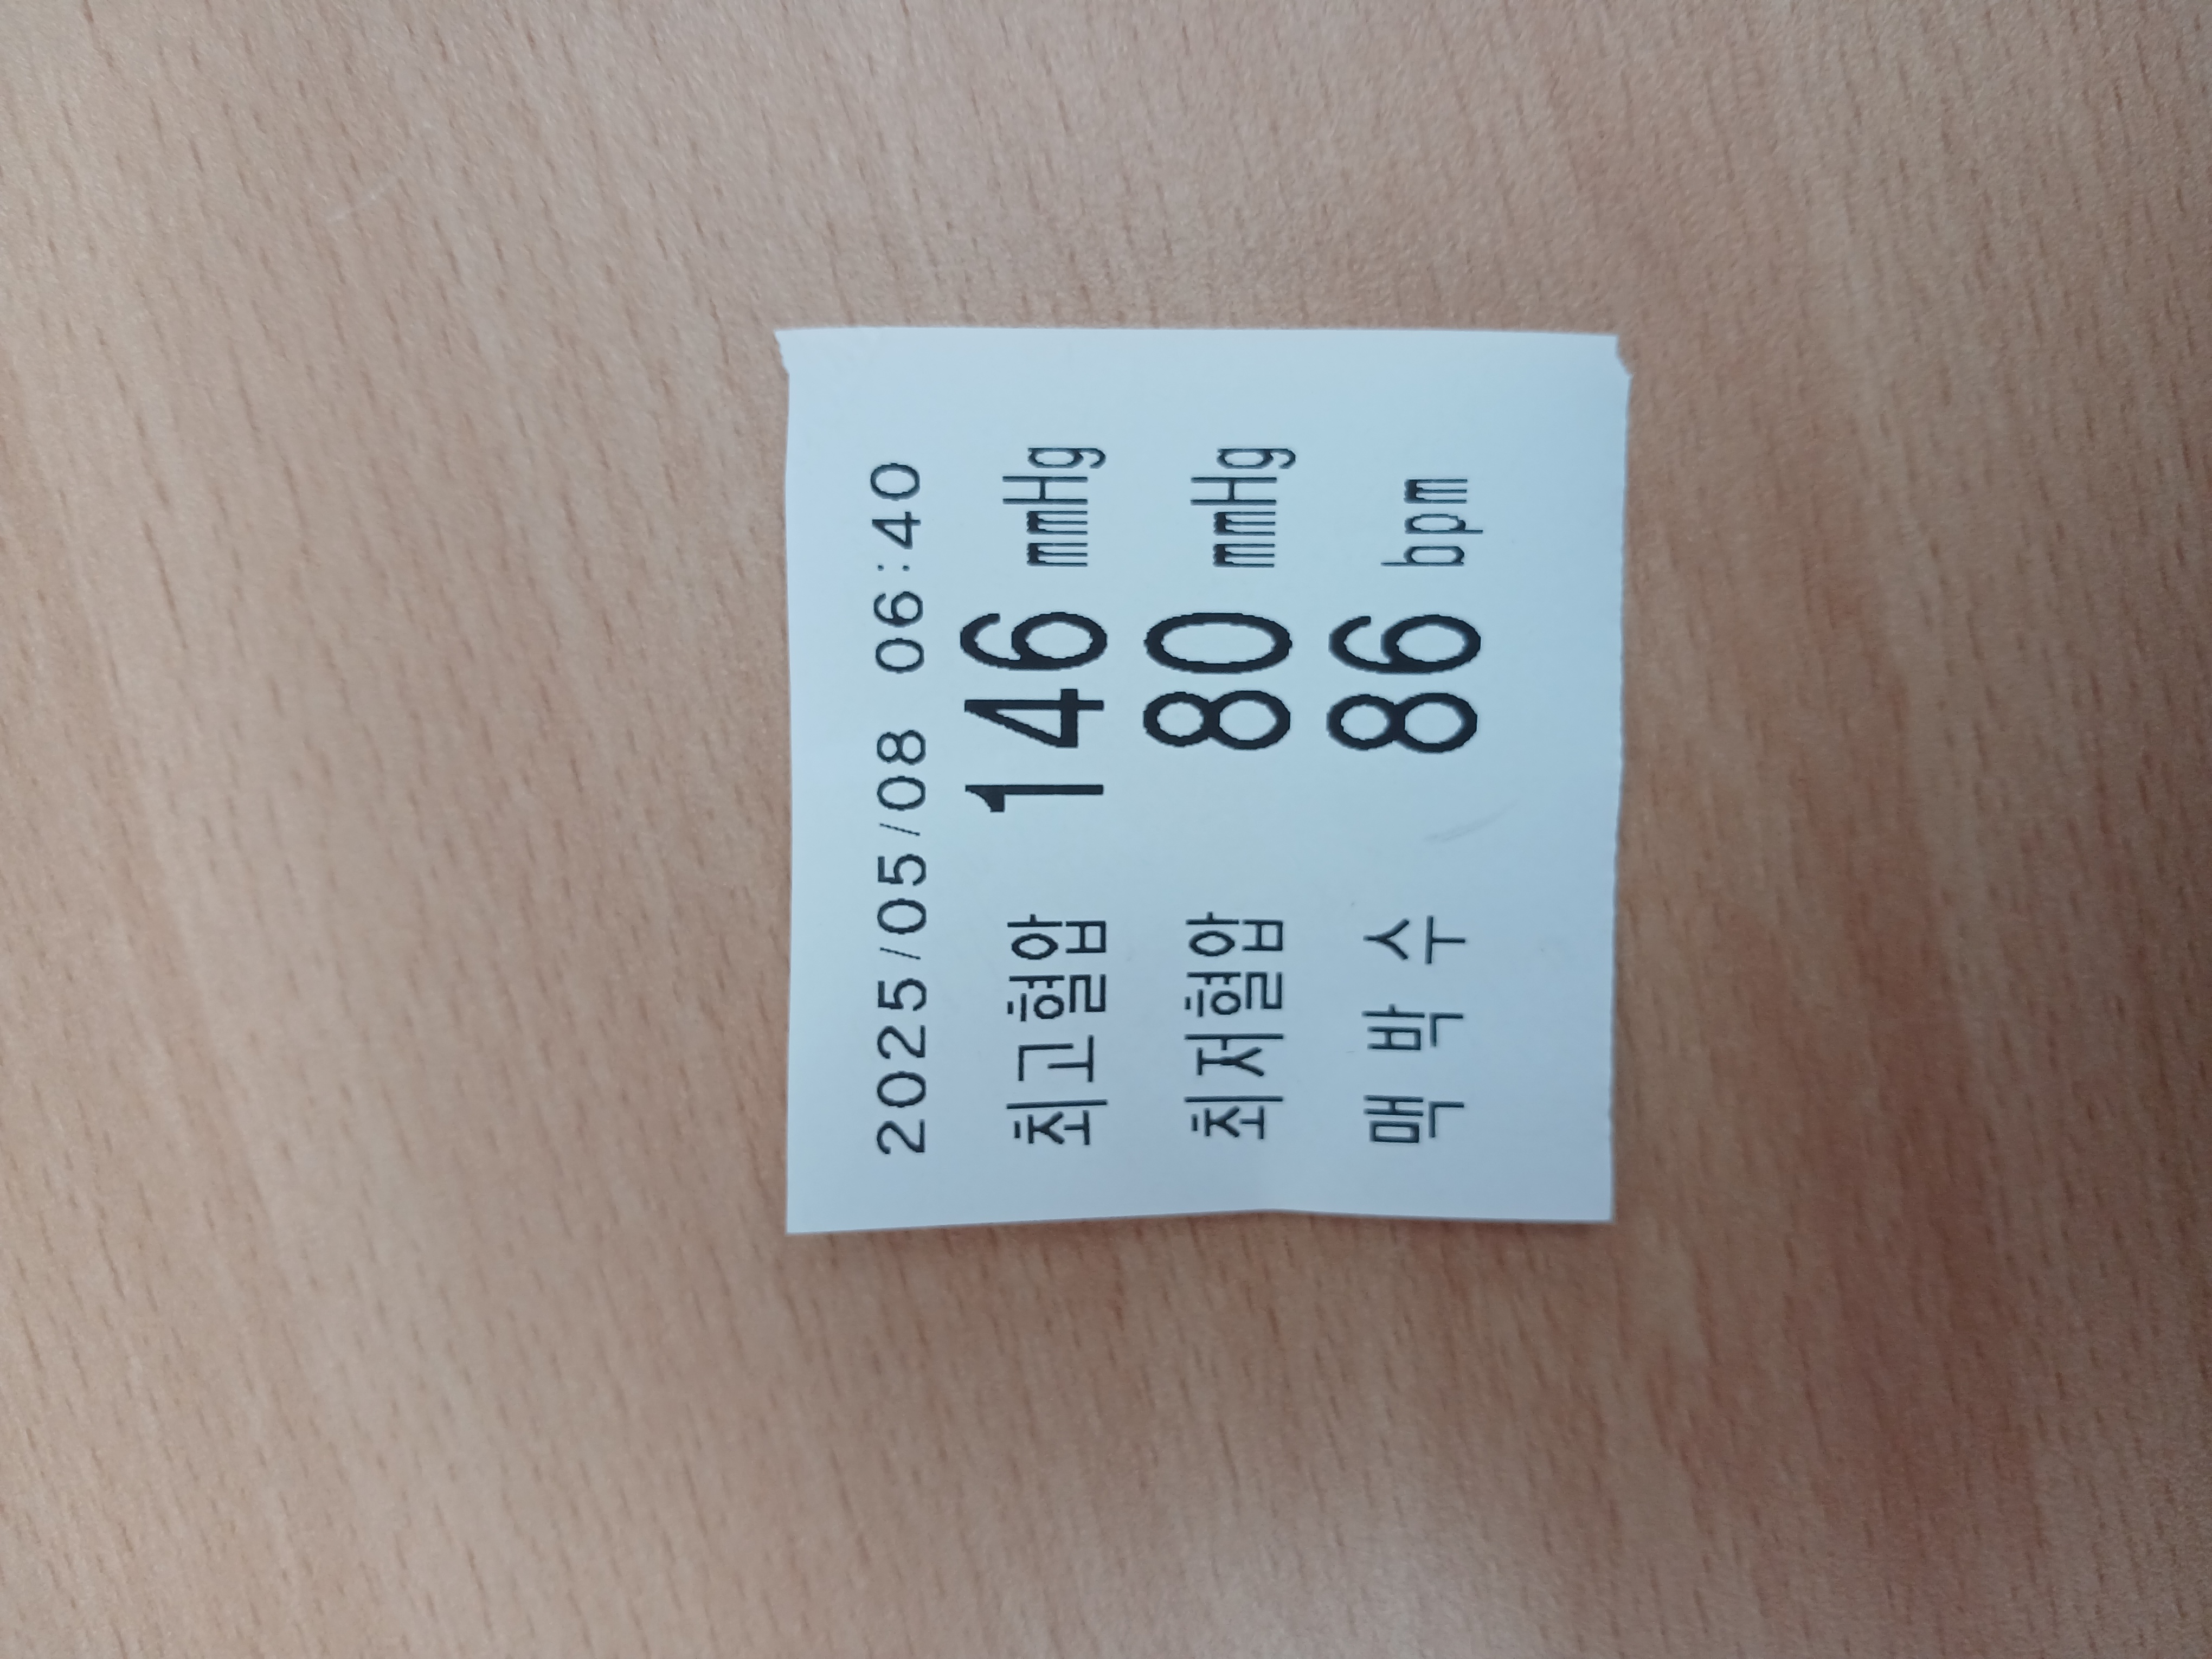 2025/05/08 06:40
최고혈압 146 mmHg
최저혈압 80 mmHg
맥 박 수 86 bpm